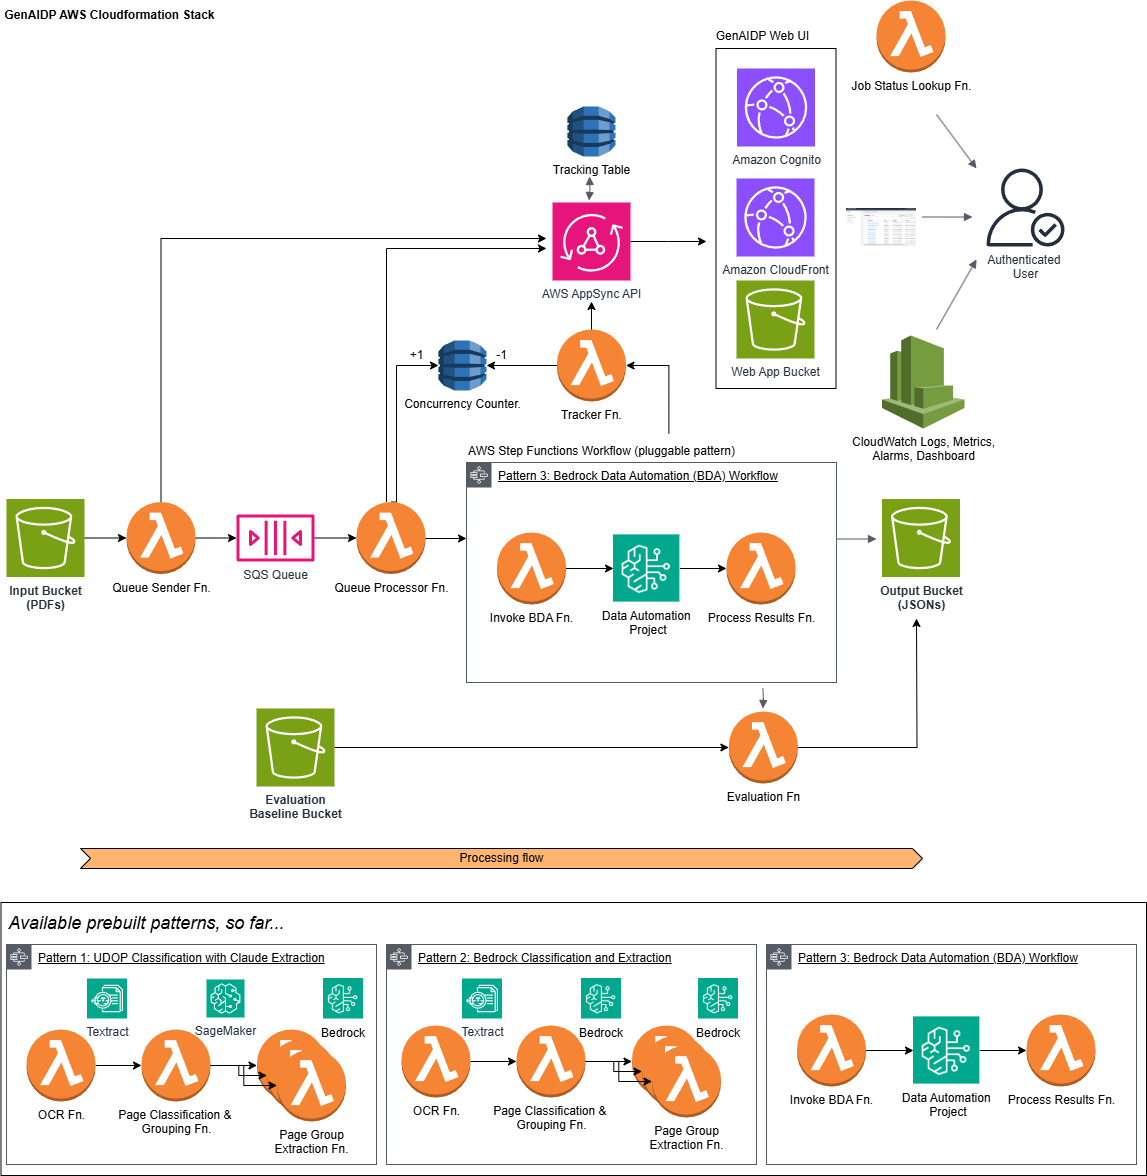 GenAIDP AWS Cloudformation Stack
GenAIDP Web UI
Job Status Lookup Fn.
Amazon Cognito
Tracking Table
Amazon CloudFront
Authenticated
User
AWS AppSync API
Web App Bucket
+1
-1
Concurrency Counter.
Tracker Fn.
CloudWatch Logs, Metrics,
Alarms, Dashboard
AWS Step Functions Workflow (pluggable pattern)
Pattern 3: Bedrock Data Automation (BDA) Workflow
Input Bucket
(PDFs)
Queue Sender Fn.
SQS Queue
Queue Processor Fn.
Invoke BDA Fn.
Data Automation
Project
Process Results Fn.
Output Bucket
(JSONs)
Evaluation
Baseline Bucket
Evaluation Fn
Processing flow
Available prebuilt patterns, so far...
Pattern 1: UDOP Classification with Claude Extraction
Textract
SageMaker
Bedrock
OCR Fn.
Page Classification &
Grouping Fn.
Page Group
Extraction Fn.
Pattern 2: Bedrock Classification and Extraction
Textract
Bedrock
Bedrock
OCR Fn.
Page Classification &
Grouping Fn.
Page Group
Extraction Fn.
Pattern 3: Bedrock Data Automation (BDA) Workflow
Invoke BDA Fn.
Data Automation
Project
Process Results Fn.